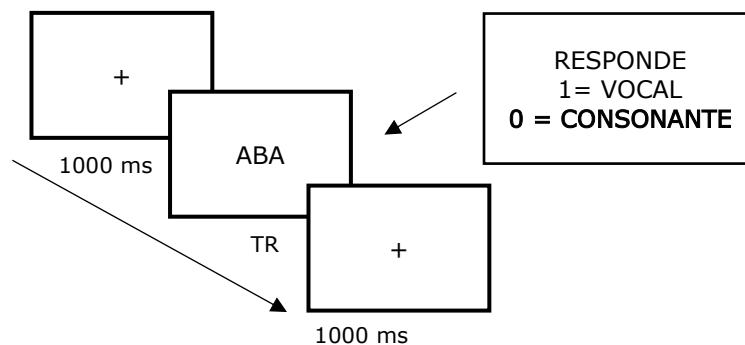 +
1000 ms
ABA
TR
+
1000 ms
RESPONDE
1= VOCAL
0 = CONSONANTE